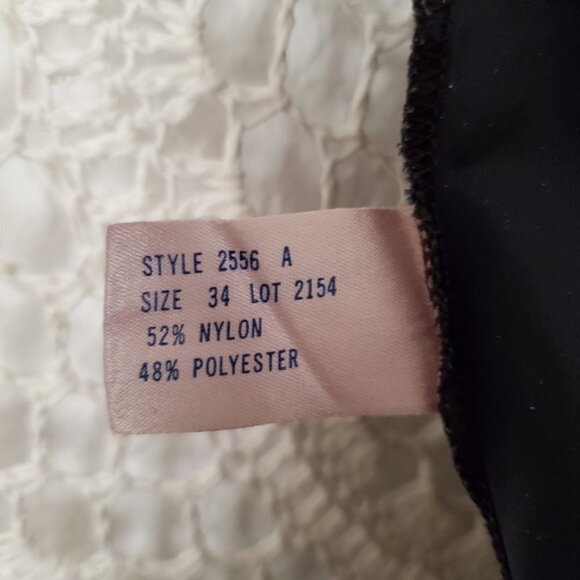 STYLE 2556 A
SIZE 34 LOT 2154
52% NYLON
48% POLYESTER